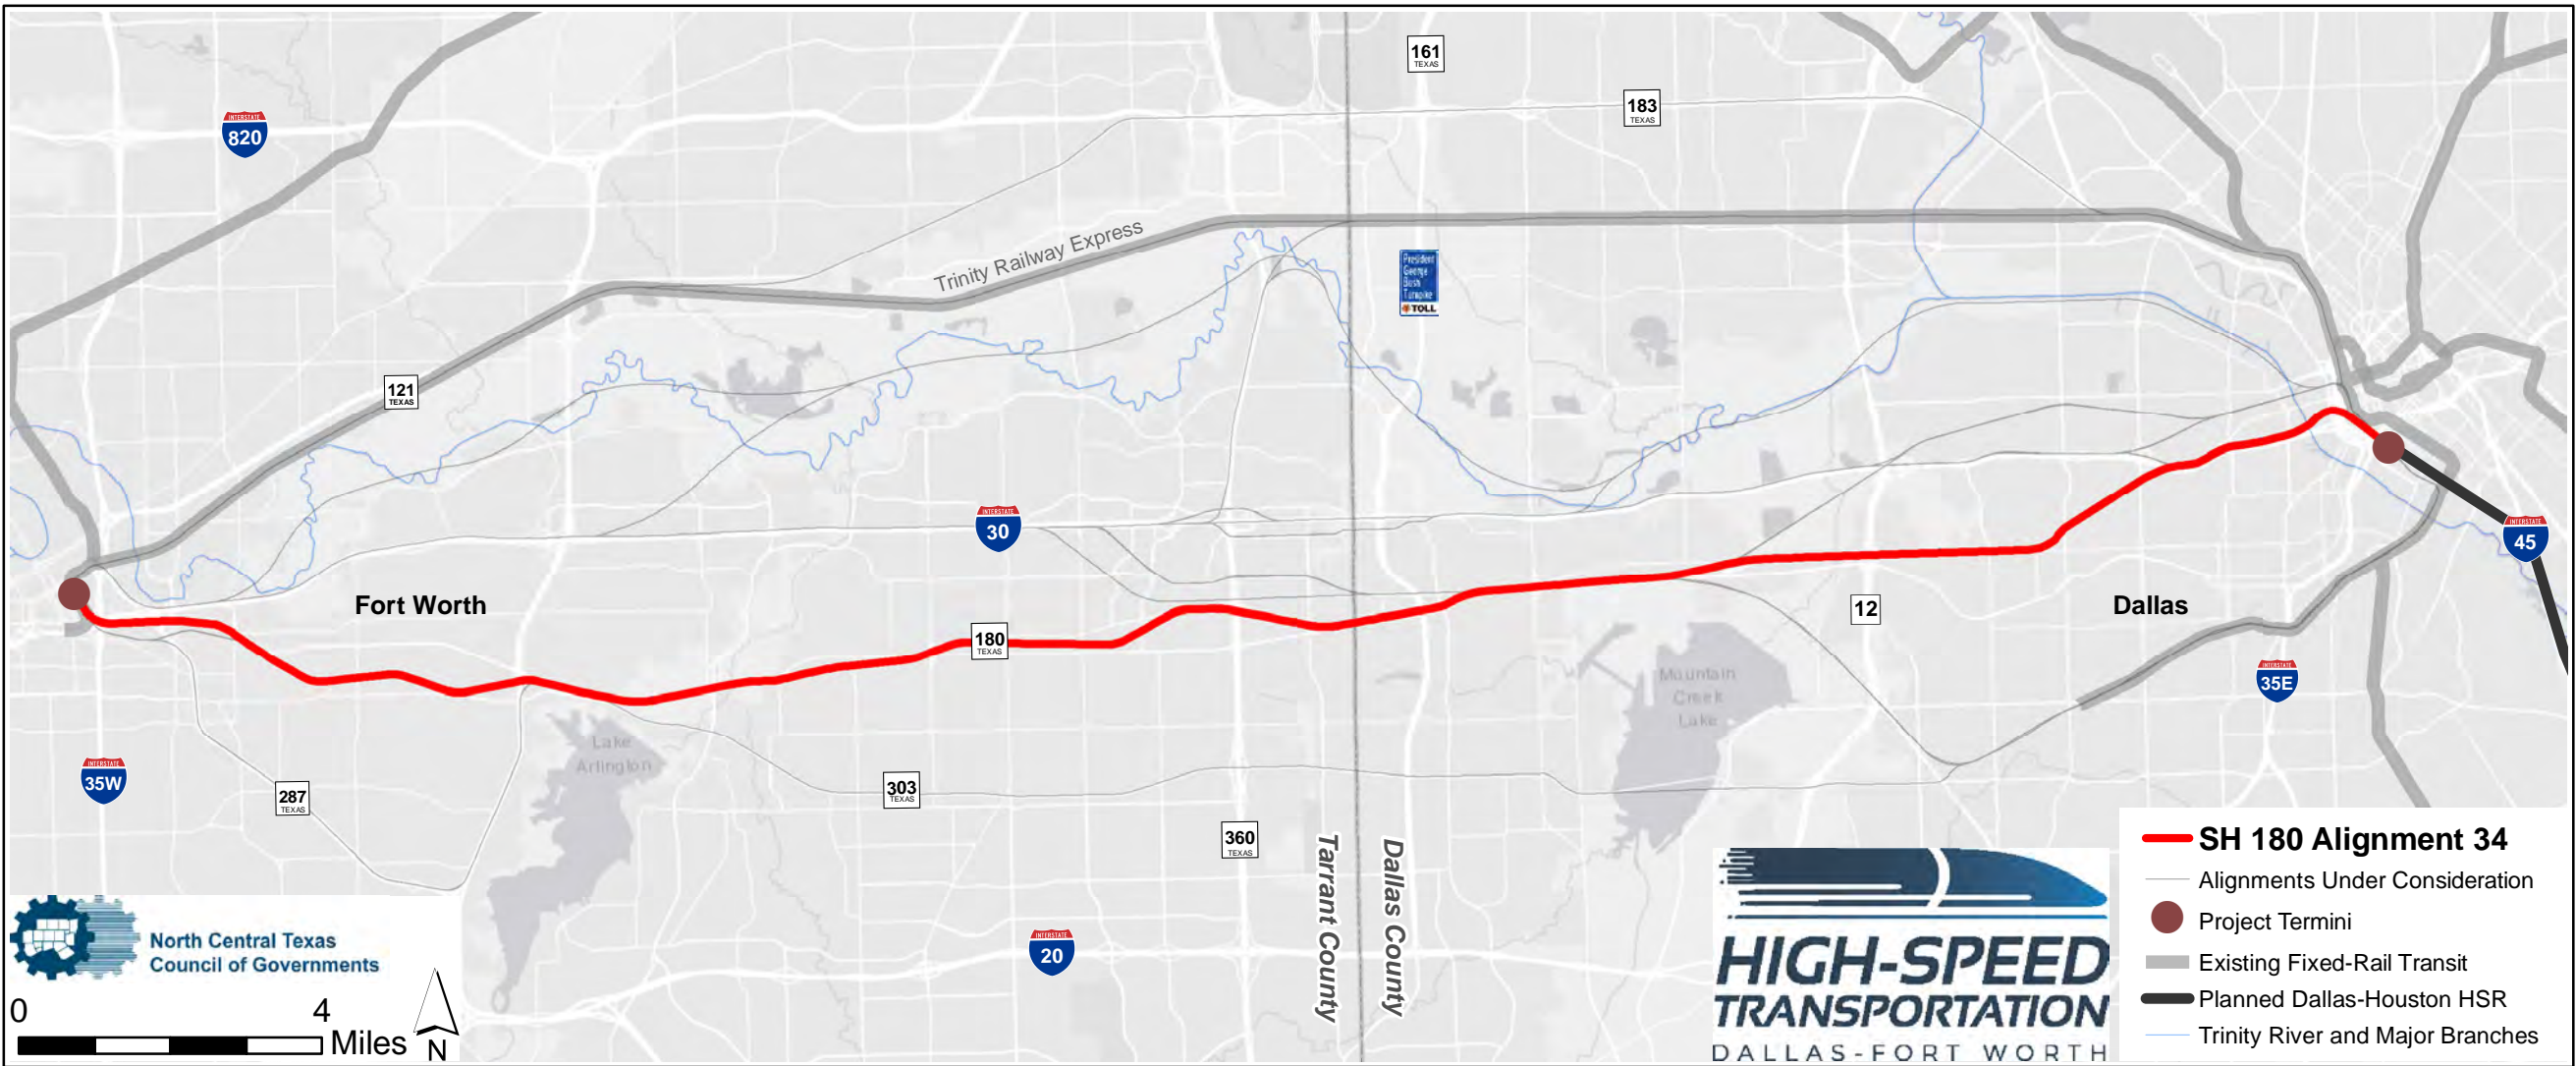 161
TEXAS
183
TEXAS
INTERSTATE
820
Trinity Railway Express
President
George
Bush
Turnpike
TOLL
121
TEXAS
INTERSTATE
30
INTERSTATE
45
Fort Worth
180
TEXAS
12
Dallas
Mountain
Creek
Lake
INTERSTATE
35E
Lake
Arlington
INTERSTATE
35W
287
TEXAS
303
TEXAS
360
TEXAS
Tarrant County
Dallas County
INTERSTATE
20
North Central Texas
Council of Governments
0 4
Miles
N
HIGH-SPEED
TRANSPORTATION
DALLAS-FORT WORTH
SH 180 Alignment 34
Alignments Under Consideration
Project Termini
Existing Fixed-Rail Transit
Planned Dallas-Houston HSR
Trinity River and Major Branches